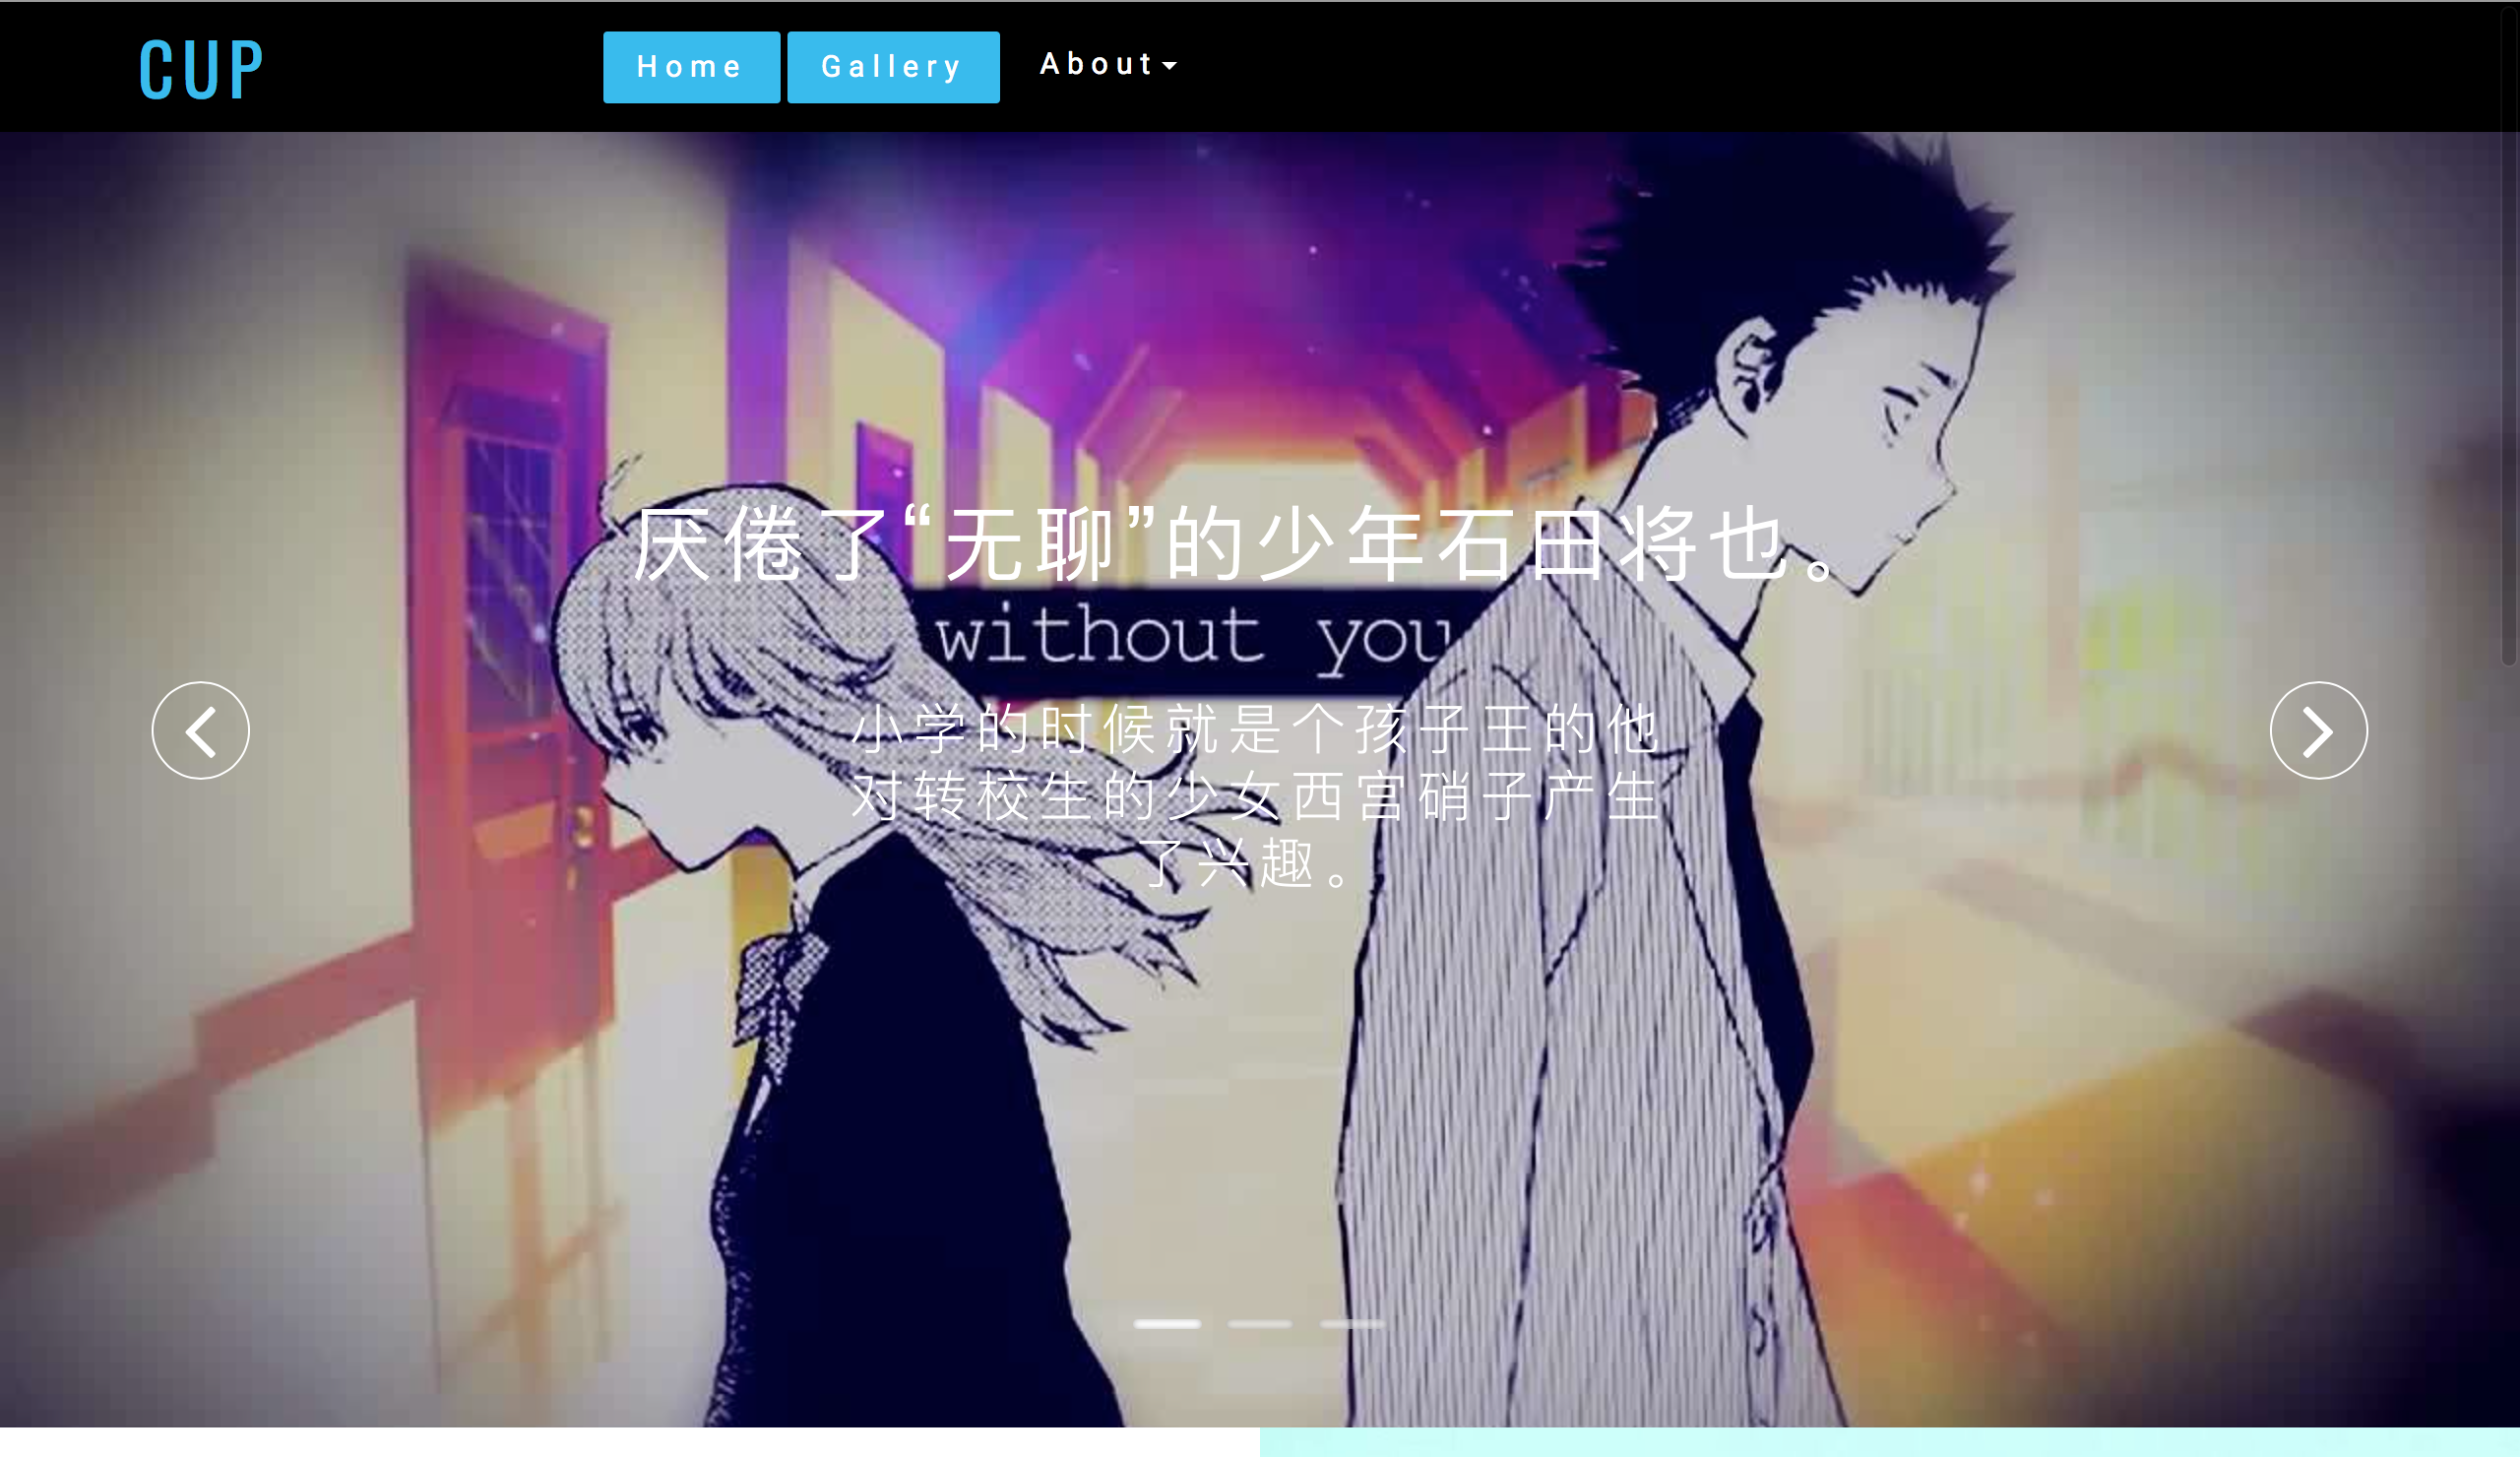 CUP
Home
Gallery
About
厌倦了“无聊”的少年石田将也。
without you
小学的时候就是个孩子王的他
对转校生的少女西宫硝子产生
了兴趣。